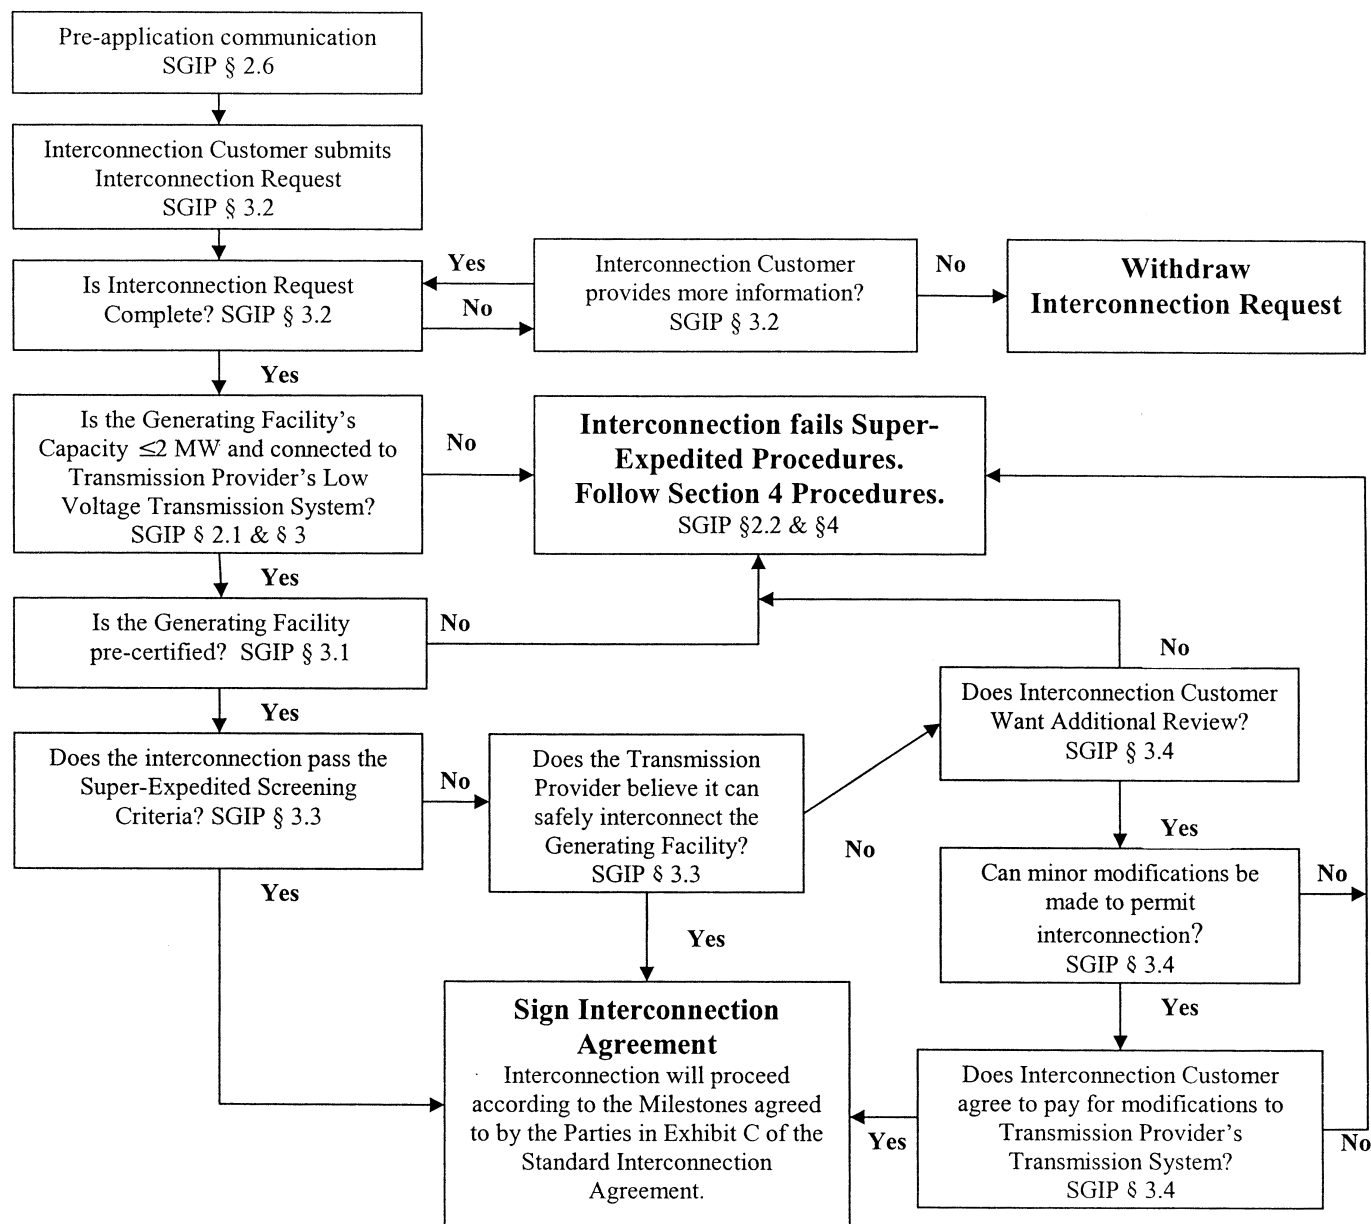 Pre-application communication
SGIP § 2.6
Interconnection Customer submits
Interconnection Request
SGIP § 3.2
Is Interconnection Request
Complete? SGIP § 3.2
Yes
No
Interconnection Customer
provides more information?
SGIP § 3.2
No
Withdraw
Interconnection Request
Yes
Is the Generating Facility's
Capacity ≤2 MW and connected to
Transmission Provider's Low
Voltage Transmission System?
SGIP § 2.1 & § 3
No
Interconnection fails Super-
Expedited Procedures.
Follow Section 4 Procedures.
SGIP §2.2 & §4
Yes
Is the Generating Facility
pre-certified? SGIP § 3.1
No
Yes
Does the interconnection pass the
Super-Expedited Screening
Criteria? SGIP § 3.3
No
Does the Transmission
Provider believe it can
safely interconnect the
Generating Facility?
SGIP § 3.3
No
No
Does Interconnection Customer
Want Additional Review?
SGIP § 3.4
Yes
Can minor modifications be
made to permit
interconnection?
SGIP § 3.4
No
Yes
Yes
Yes
Sign Interconnection
Agreement
Interconnection will proceed
according to the Milestones agreed
to by the Parties in Exhibit C of the
Standard Interconnection
Agreement.
Yes
Does Interconnection Customer
agree to pay for modifications to
Transmission Provider's
Transmission System?
SGIP § 3.4
No